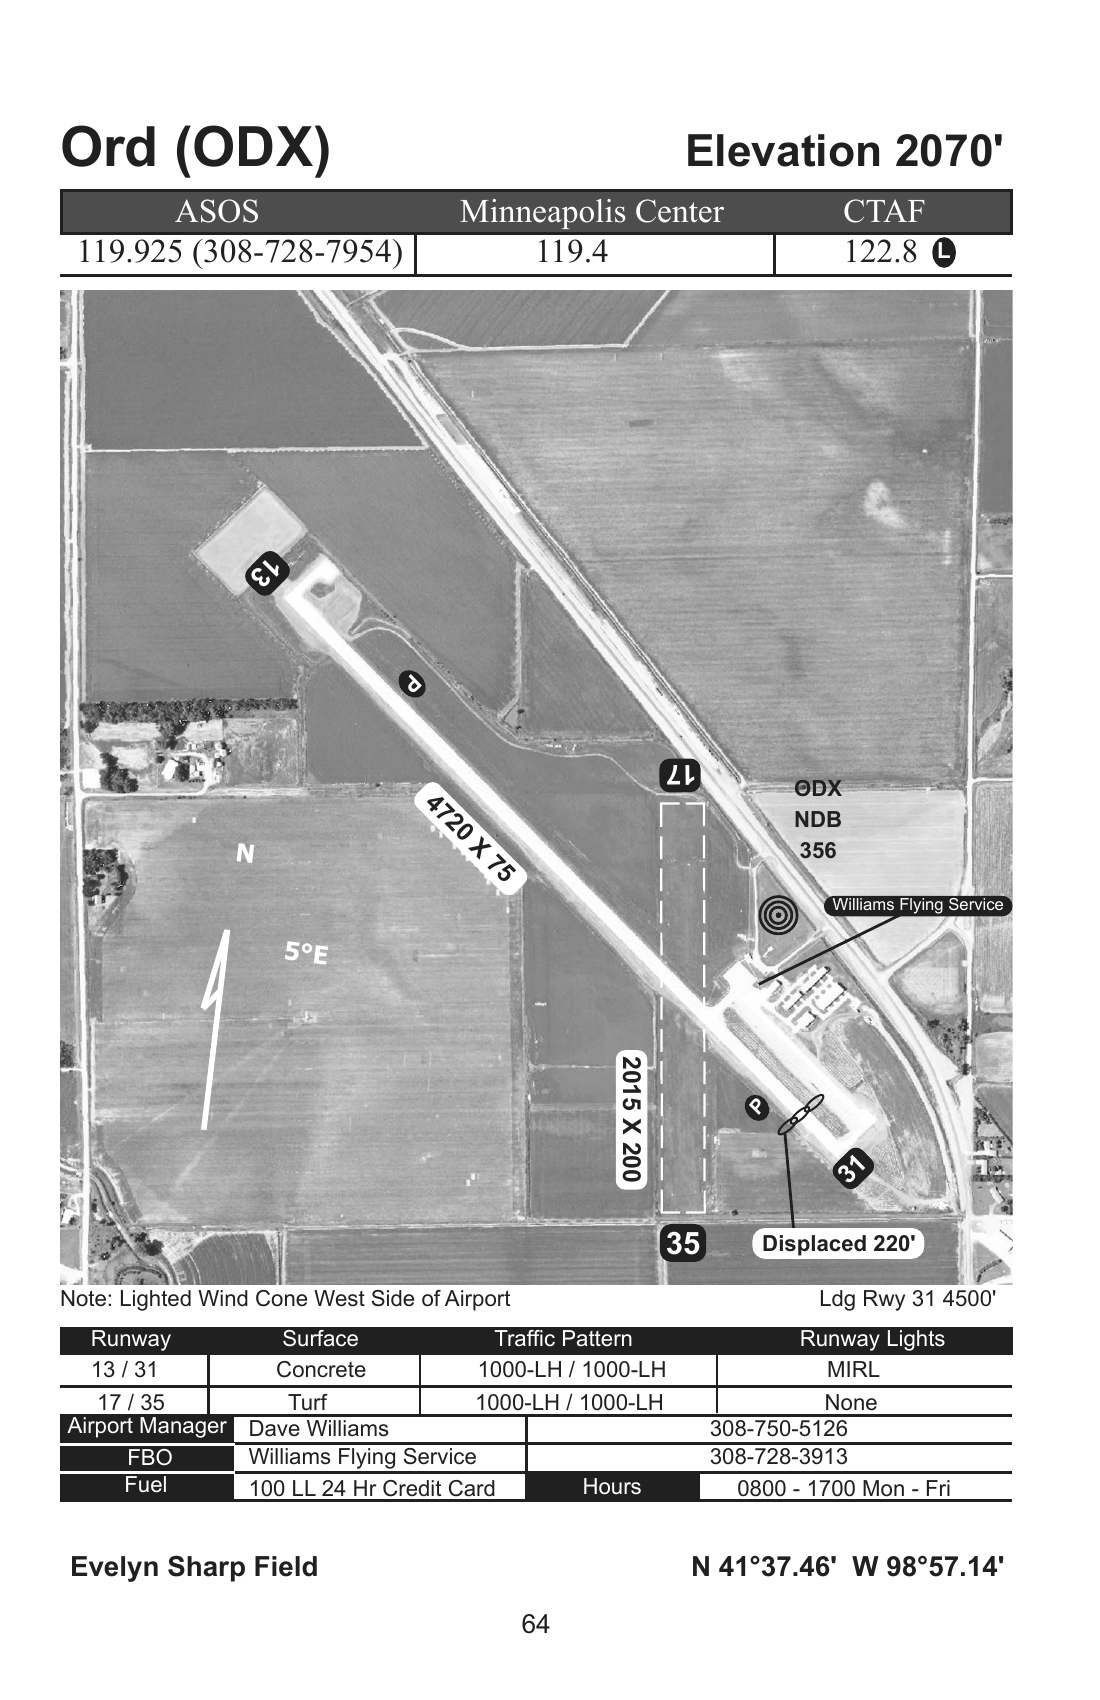 Ord (ODX) Elevation 2070'
ASOS Minneapolis Center CTAF
119.925 (308-728-7954) 119.4 122.8 L
13
P
17
ODX
NDB
356
4720 X 75
N
Williams Flying Service
5°E
2015 X 200
P
31
35
Displaced 220'
Note: Lighted Wind Cone West Side of Airport Ldg Rwy 31 4500'
Runway Surface Traffic Pattern Runway Lights
13 / 31 Concrete 1000-LH / 1000-LH MIRL
17 / 35 Turf 1000-LH / 1000-LH None
Airport Manager Dave Williams 308-750-5126
FBO Williams Flying Service 308-728-3913
Fuel 100 LL 24 Hr Credit Card Hours 0800 - 1700 Mon - Fri
Evelyn Sharp Field N 41°37.46' W 98°57.14'
64